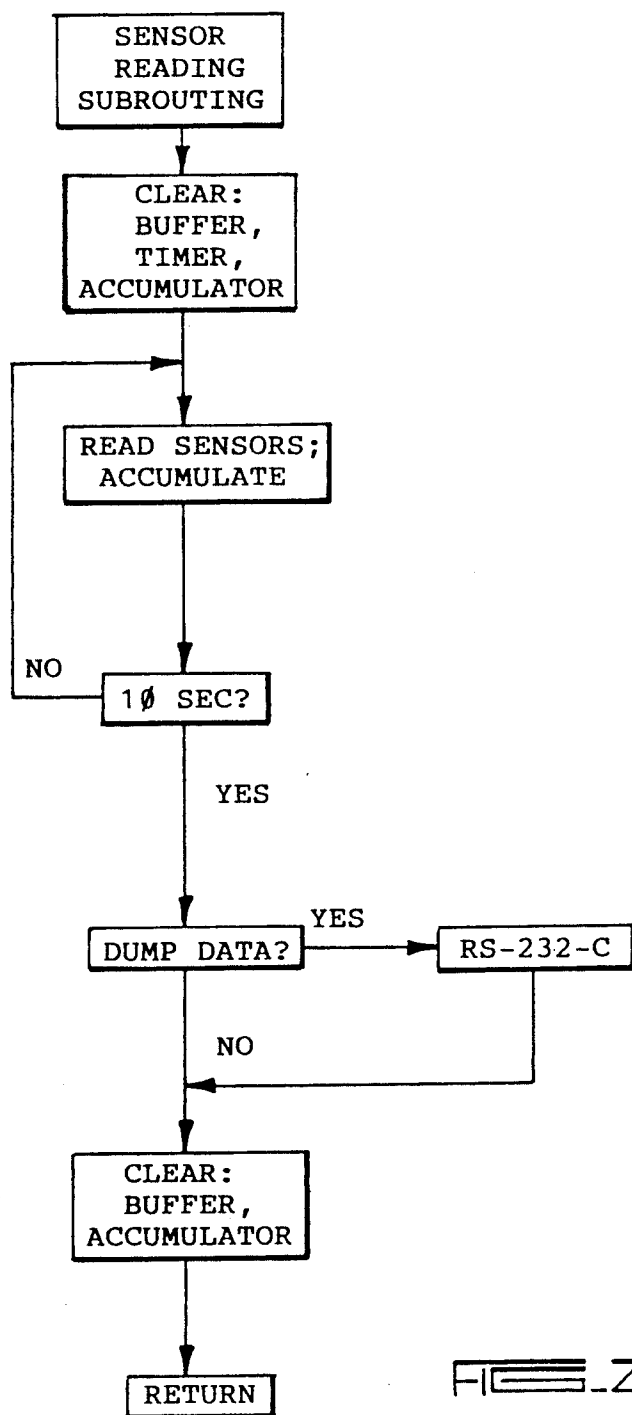 SENSOR
READING
SUBROUTING
CLEAR:
BUFFER,
TIMER,
ACCUMULATOR
READ SENSORS;
ACCUMULATE
NO
1Ø SEC?
YES
YES
DUMP DATA?
RS-232-C
NO
CLEAR:
BUFFER,
ACCUMULATOR
RETURN